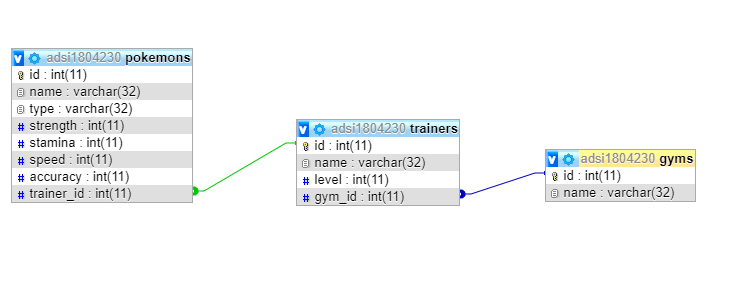 adsi1804230 pokemons
id : int(11)
name : varchar(32)
type : varchar(32)
# strength : int(11)
# stamina : int(11)
# speed : int(11)
# accuracy : int(11)
# trainer_id : int(11)
adsi1804230 trainers
id : int(11)
name : varchar(32)
# level : int(11)
# gym_id : int(11)
adsi1804230 gyms
id : int(11)
name : varchar(32)